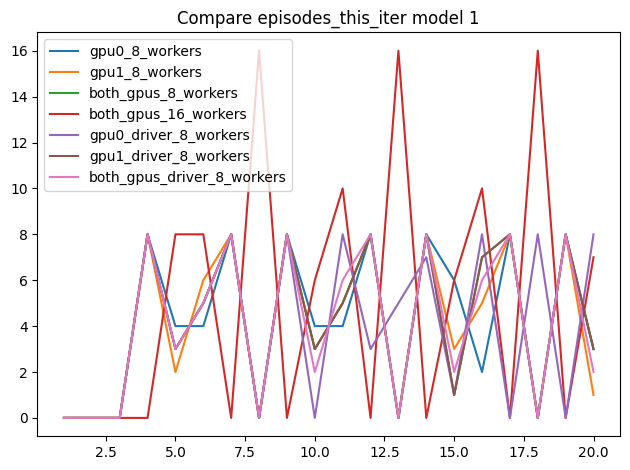 Compare episodes_this_iter model 1
gpu0_8_workers
gpu1_8_workers
both_gpus_8_workers
both_gpus_16_workers
gpu0_driver_8_workers
gpu1_driver_8_workers
both_gpus_driver_8_workers
16
14
12
10
8
6
4
2
0
2.5 5.0 7.5 10.0 12.5 15.0 17.5 20.0